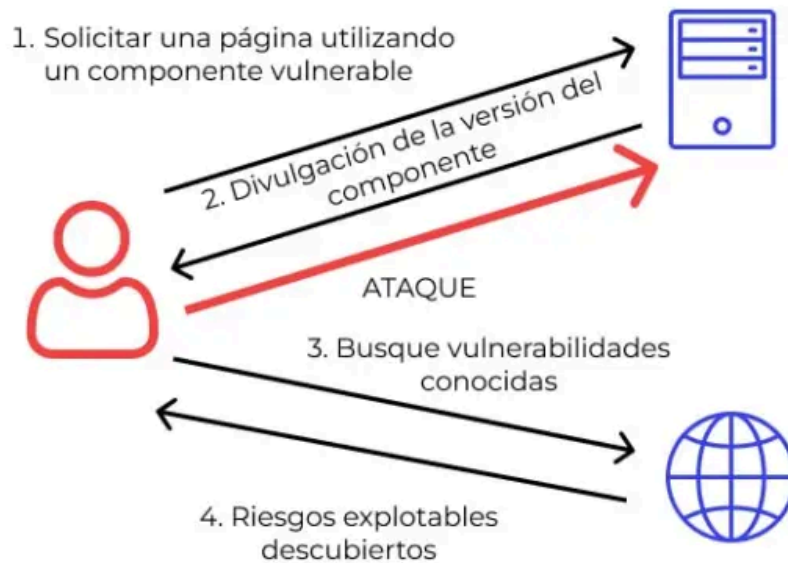 1. Solicitar una página utilizando
un componente vulnerable
2. Divulgación de la versión del
componente
ATAQUE
3. Busque vulnerabilidades
conocidas
4. Riesgos explotables
descubiertos